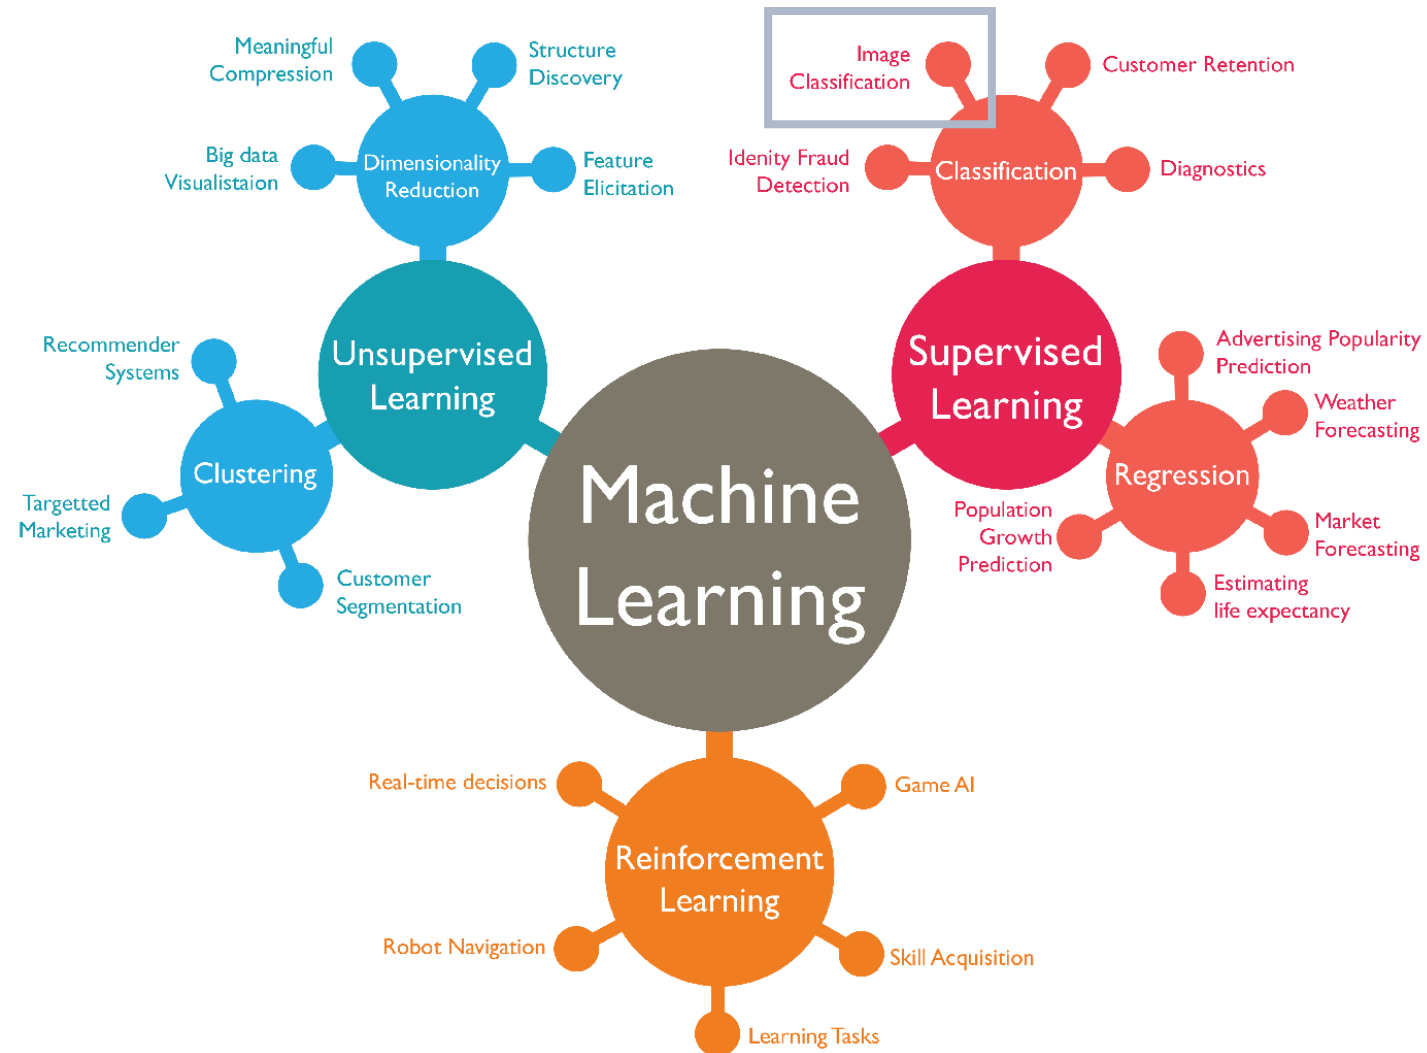 Meaningful
Compression
Structure
Discovery
Big data
Visualistaion
Dimensionality
Reduction
Feature
Elicitation
Image
Classification
Customer Retention
Idenity Fraud
Detection
Classification
Diagnostics
Unsupervised
Learning
Supervised
Learning
Recommender
Systems
Clustering
Targetted
Marketing
Customer
Segmentation
Machine
Learning
Advertising Popularity
Prediction
Weather
Forecasting
Regression
Population
Growth
Prediction
Market
Forecasting
Estimating
life expectancy
Real-time decisions
Game AI
Reinforcement
Learning
Robot Navigation
Skill Acquisition
Learning Tasks